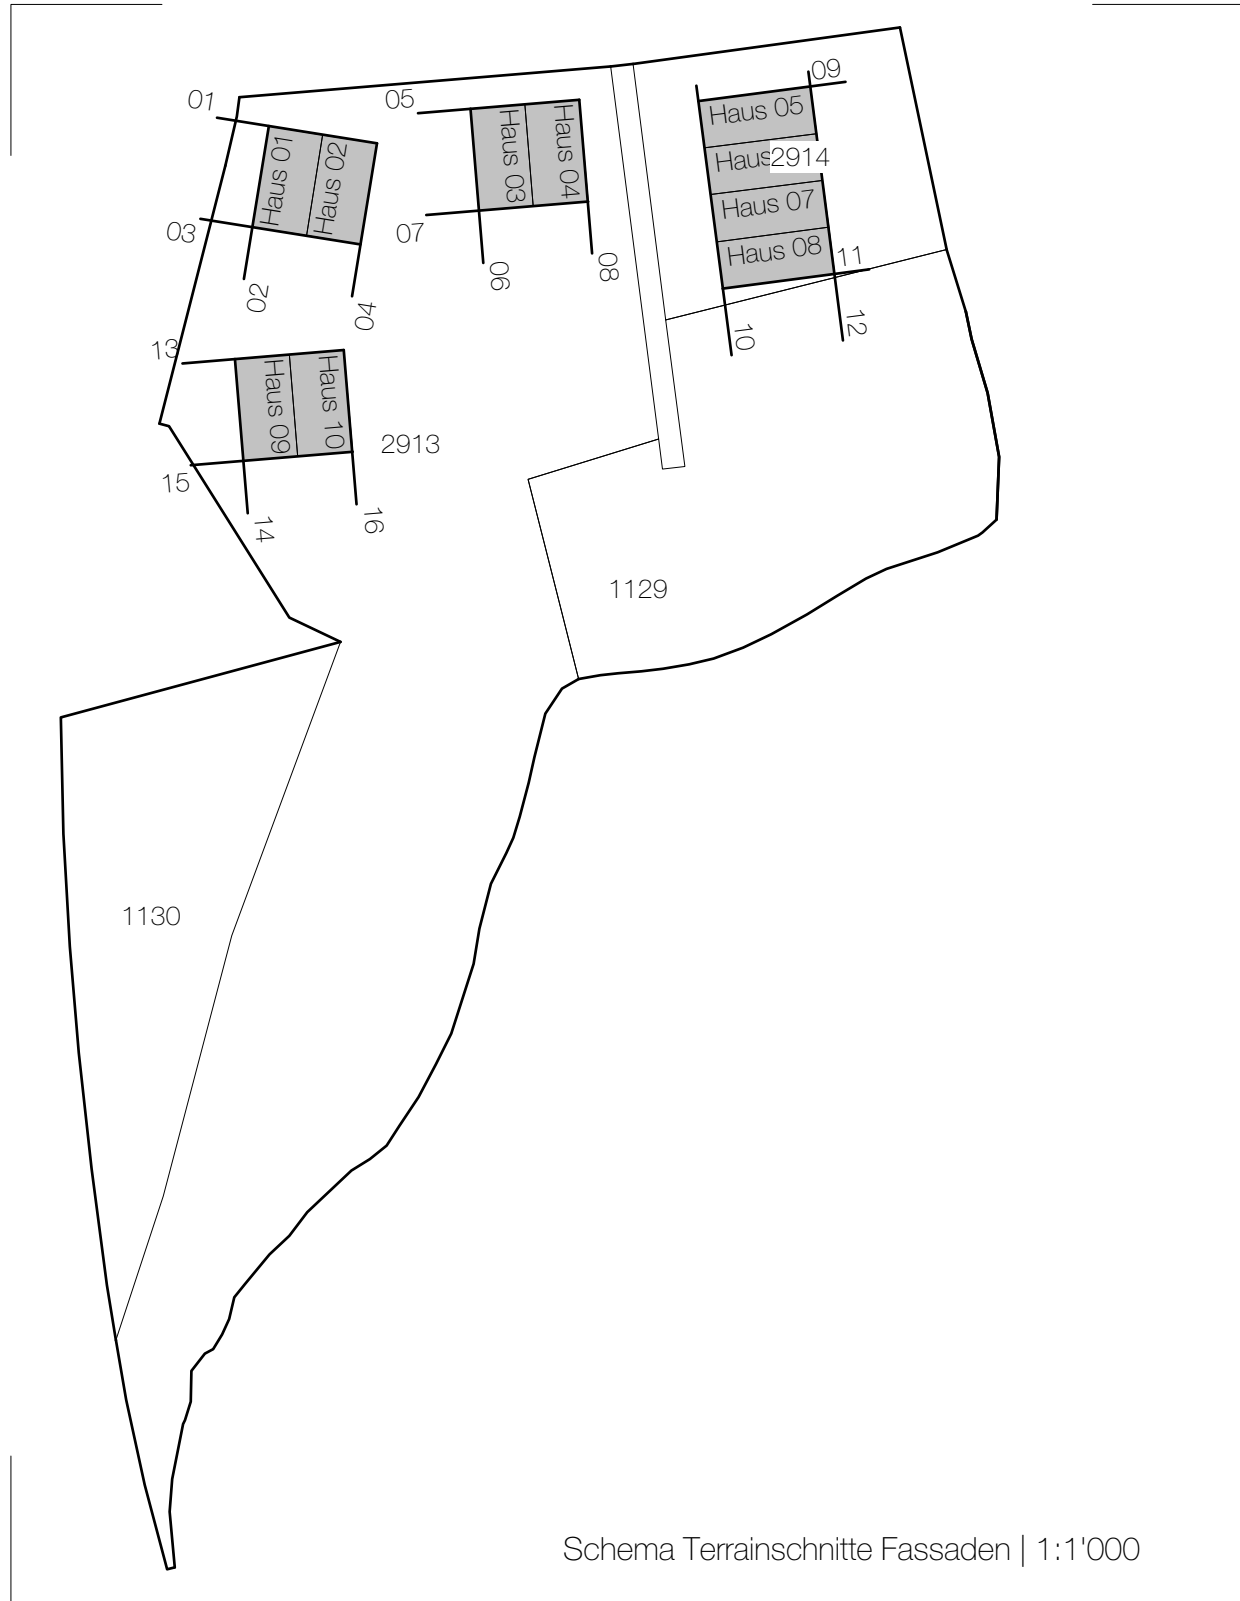 09
01
05
Haus 05
Haus 01
Haus 02
Haus 03
Haus 04
Haus
2914
03
07
Haus 07
Haus 08
11
02
04
06
08
10
12
13
Haus 09
Haus 10
2913
15
14
16
1129
1130
Schema Terrainschnitte Fassaden | 1:1'000